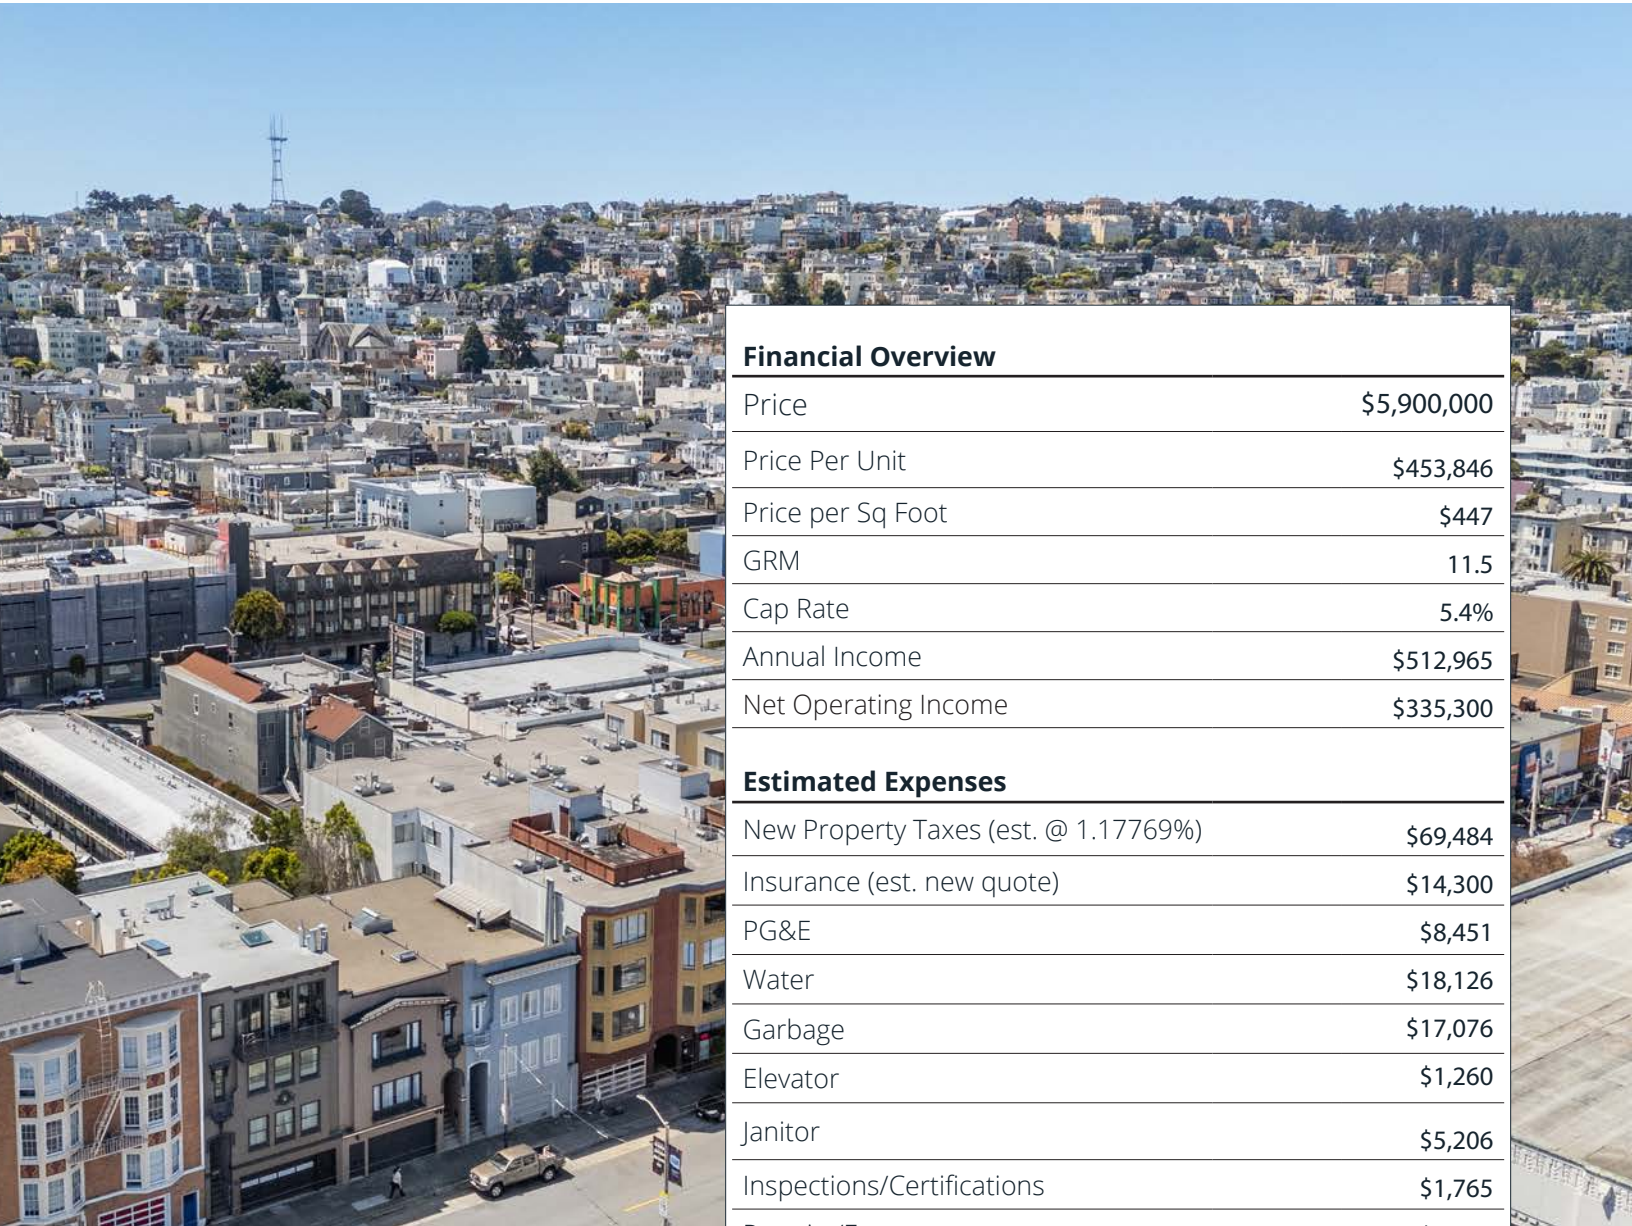 Financial Overview
Price $5,900,000
Price Per Unit $453,846
Price per Sq Foot $447
GRM 11.5
Cap Rate 5.4%
Annual Income $512,965
Net Operating Income $335,300
Estimated Expenses
New Property Taxes (est. @ 1.17769%) $69,484
Insurance (est. new quote) $14,300
PG&E $8,451
Water $18,126
Garbage $17,076
Elevator $1,260
Janitor $5,206
Inspections/Certifications $1,765